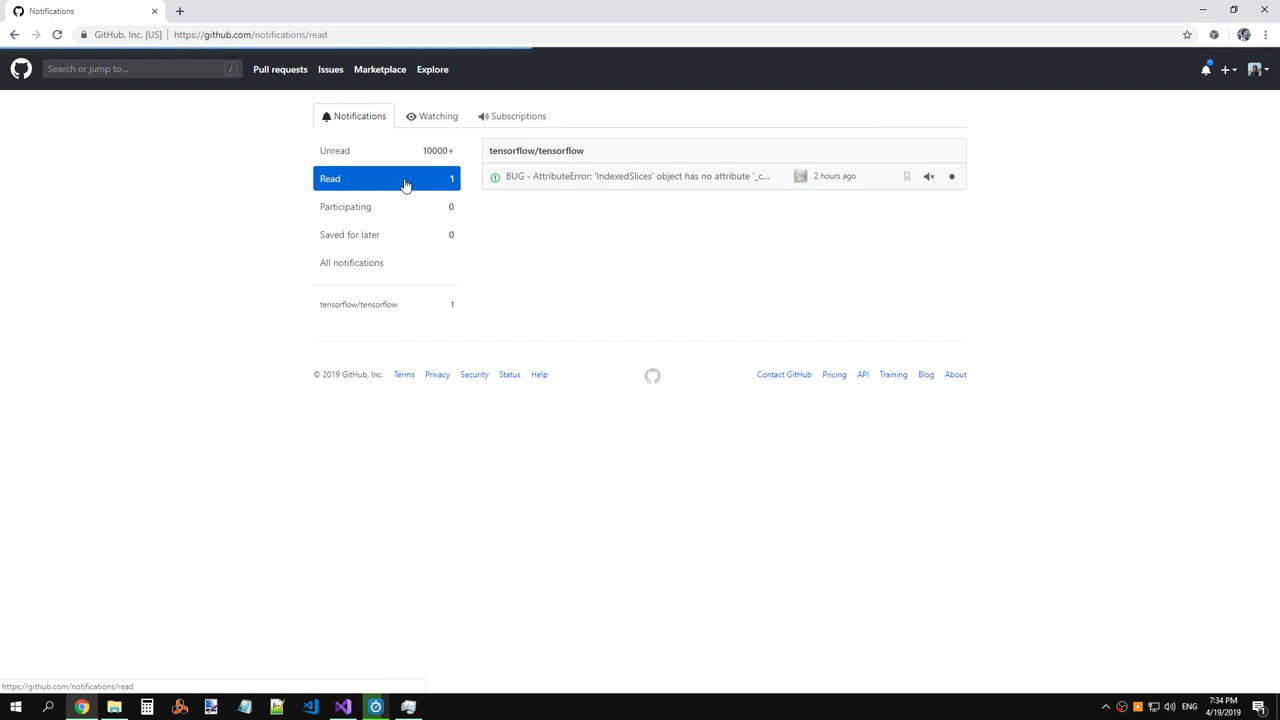 Notifications
GitHub, Inc. [US] | https://github.com/notifications/read
Search or jump to... /
Pull requests Issues Marketplace Explore
Notifications Watching Subscriptions
Unread 10000+
Read 1
Participating 0
Saved for later 0
All notifications
tensorflow/tensorflow 1
tensorflow/tensorflow
BUG - AttributeError: 'IndexedSlices' object has no attribute '_c... 2 hours ago
© 2019 GitHub, Inc. Terms Privacy Security Status Help
Contact GitHub Pricing API Training Blog About
https://github.com/notifications/read
ENG
7:34 PM
4/19/2019
1